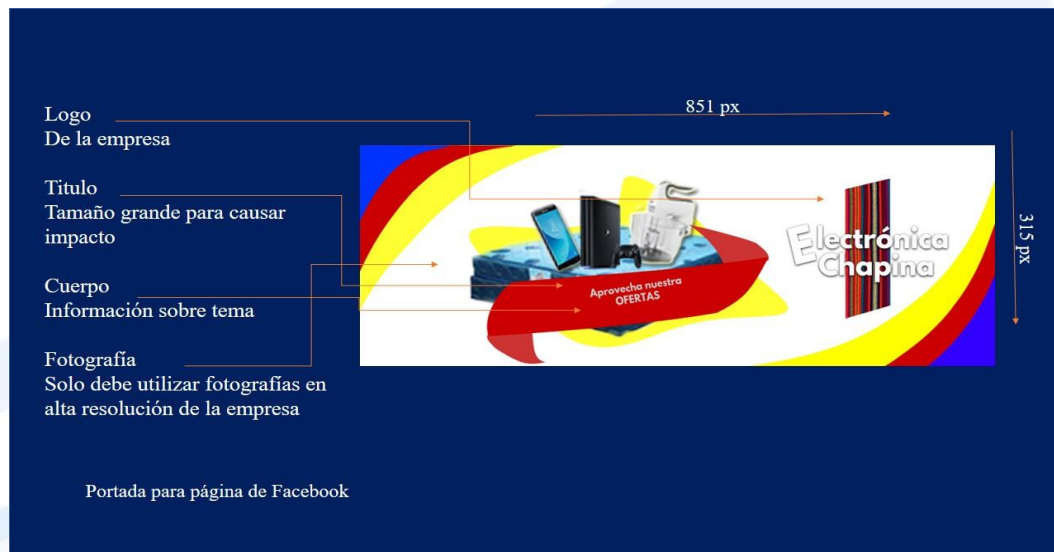 Logo
De la empresa
Titulo
Tamaño grande para causar
impacto
Cuerpo
Información sobre tema
Fotografía
Solo debe utilizar fotografías en
alta resolución de la empresa
851 px
315 px
Aprovecha nuestra
OFERTAS
Electrónica
Chapina
Portada para página de Facebook